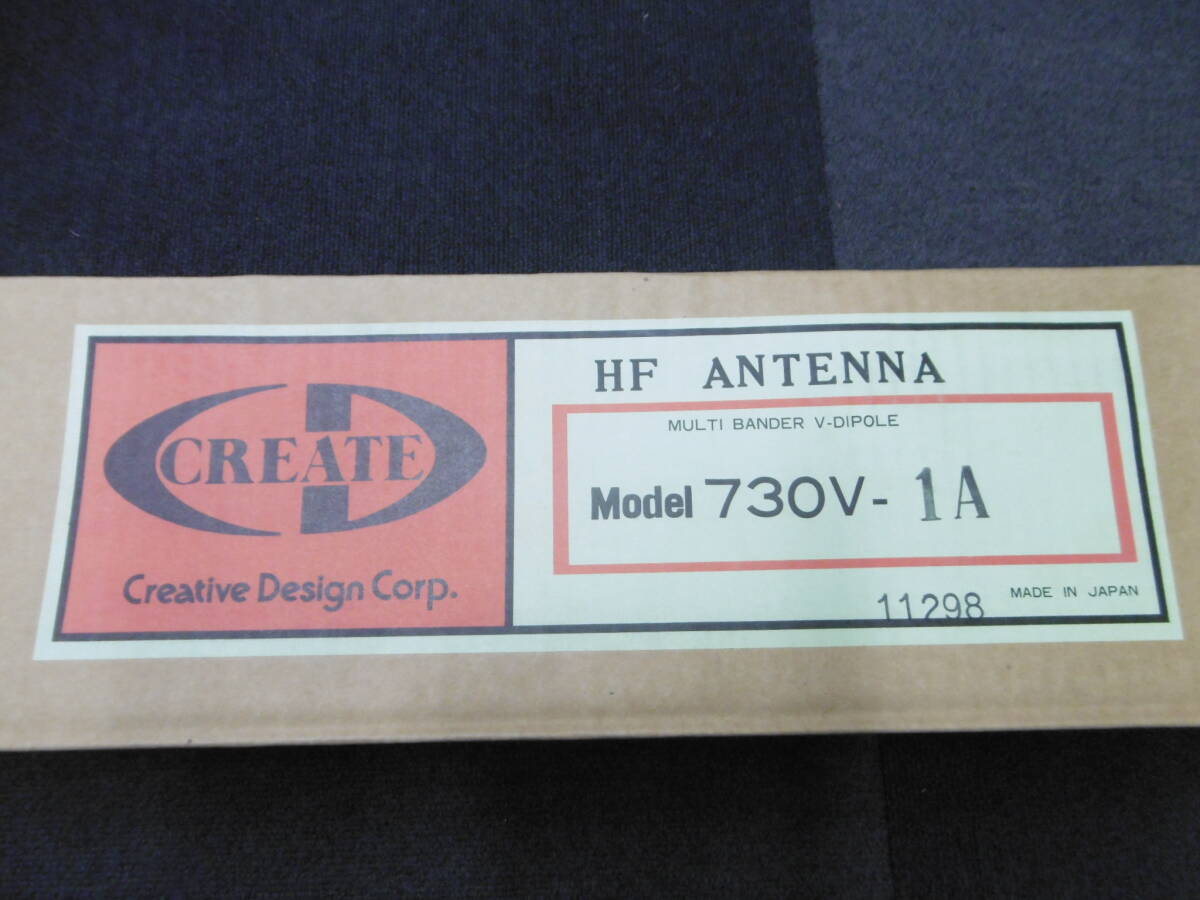 CREATE
Creative Design Corp.
HF ANTENNA
MULTI BANDER V-DIPOLE
Model 730V- 1A
11298
MADE IN JAPAN